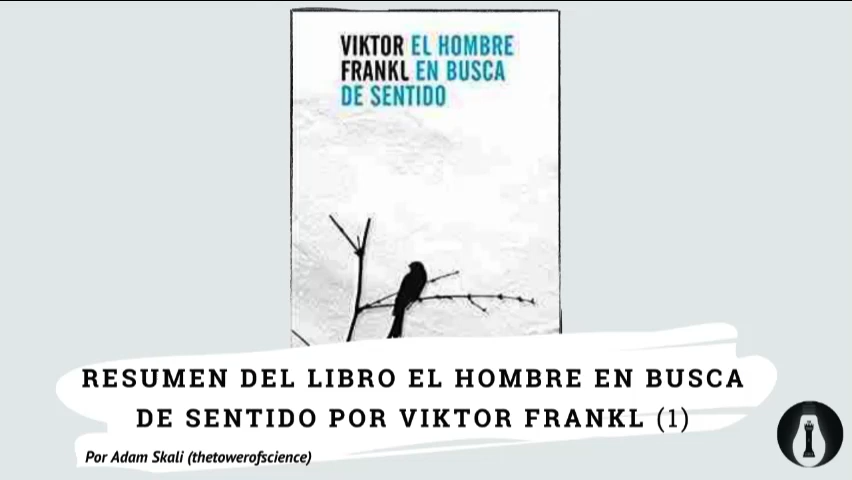 VIKTOR EL HOMBRE
FRANKL EN BUSCA
DE SENTIDO
RESUMEN DEL LIBRO EL HOMBRE EN BUSCA
DE SENTIDO POR VIKTOR FRANKL (1)
Por Adam Skali (thetowerofscience)